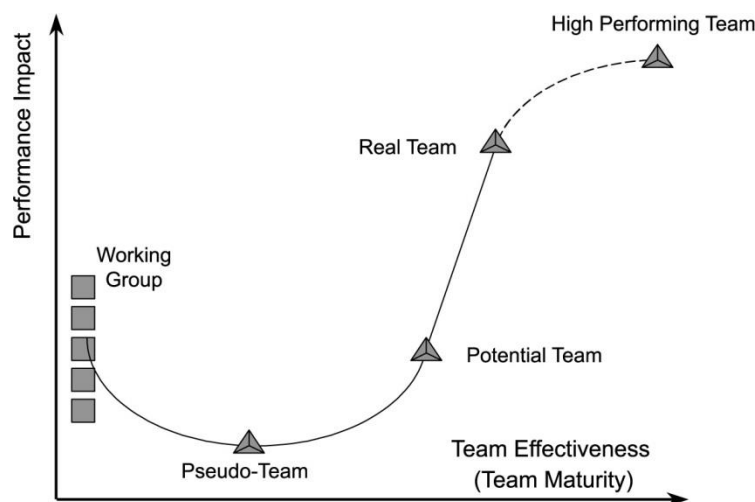 High Performing Team
Performance Impact
Real Team
Working
Group
Potential Team
Team Effectiveness
(Team Maturity)
Pseudo-Team